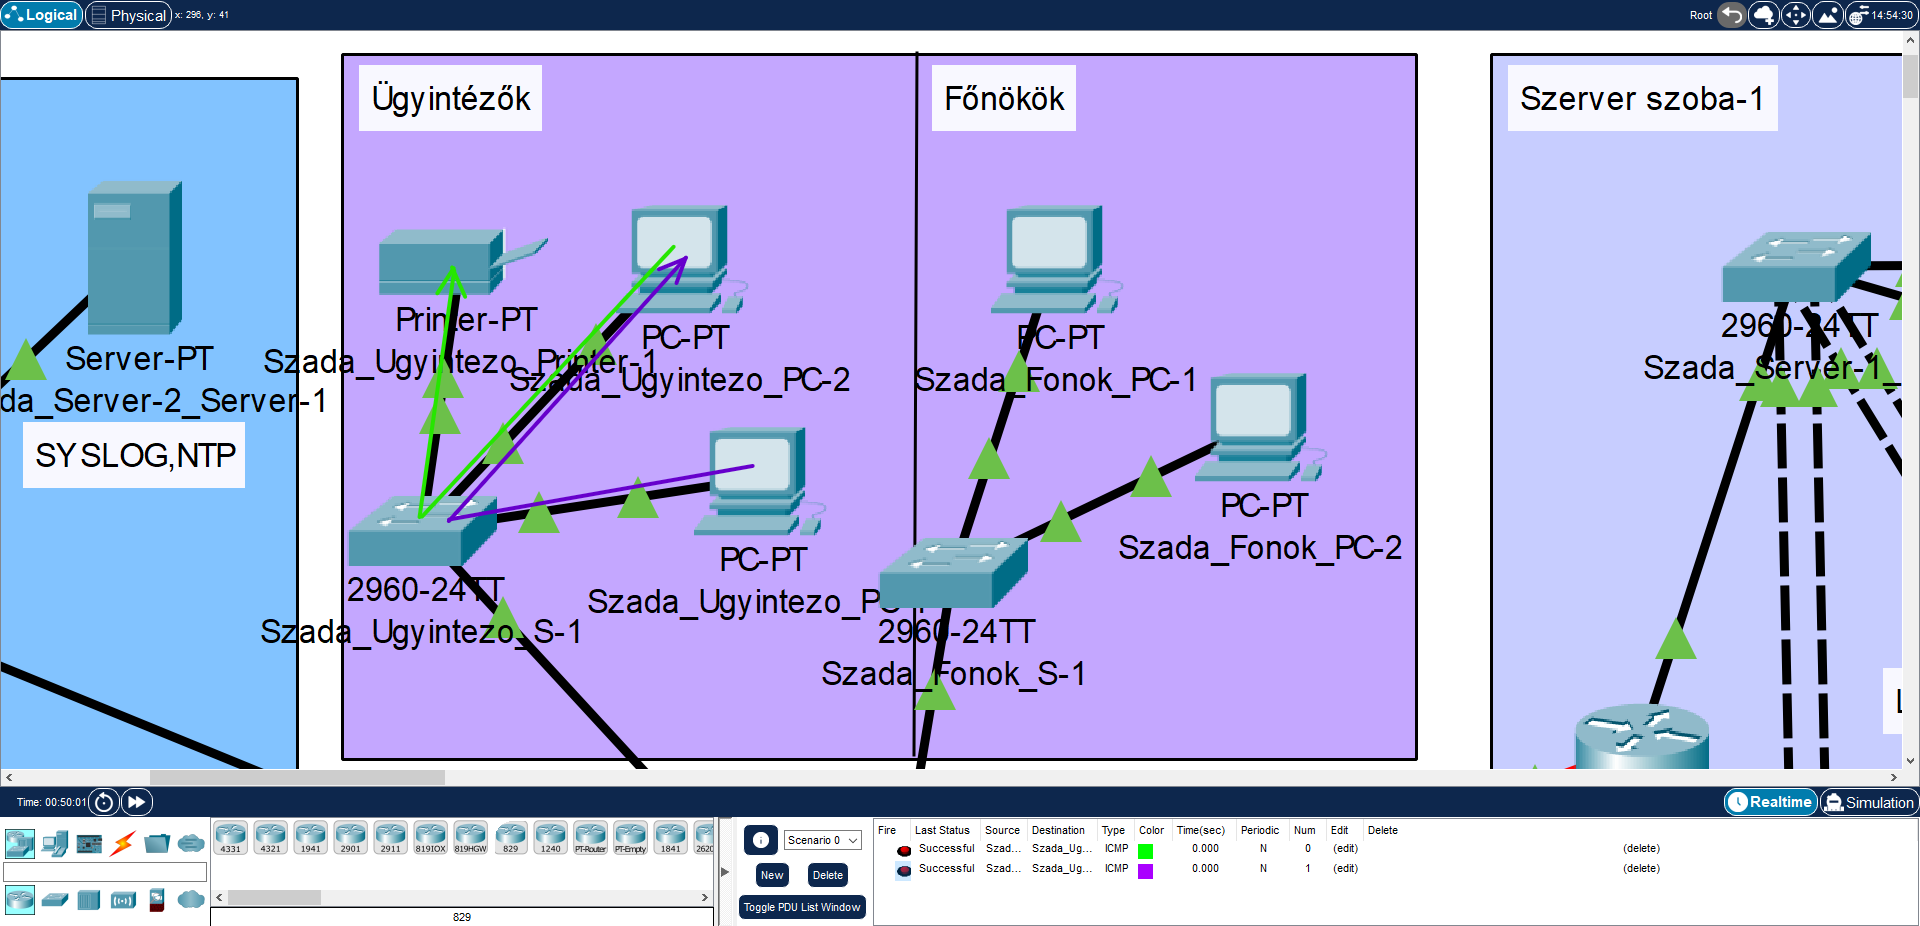 Logical
Physical
x: 296, y: 41
Root
14:54:30
Ügyintézők
Főnökök
Szerver szoba-1
Printer-PT
Szada_Ugyintezo_Printer-1
PC-PT
Szada_Ugyintezo_PC-2
PC-PT
Szada_Fonok_PC-1
2960-24TT
Szada_Server-1_
Server-PT
da_Server-2_Server-1
SYSLOG,NTP
PC-PT
Szada_Fonok_PC-2
PC-PT
Szada_Ugyintezo_PC-1
2960-24TT
Szada_Ugyintezo_S-1
2960-24TT
Szada_Fonok_S-1
Time: 00:50:01
Realtime
Simulation
4331
4321
1941
2901
2911
819IOX
819HGW
829
1240
PT-Router
PT-Empty
1841
2620
829
Scenario 0
New
Delete
Toggle PDU List Window
Fire Last Status Source Destination Type Color Time(sec) Periodic Num Edit Delete
Successful Szad... Szada_Ug... ICMP 0.000 N 0 (edit) (delete)
Successful Szad... Szada_Ug... ICMP 0.000 N 1 (edit) (delete)